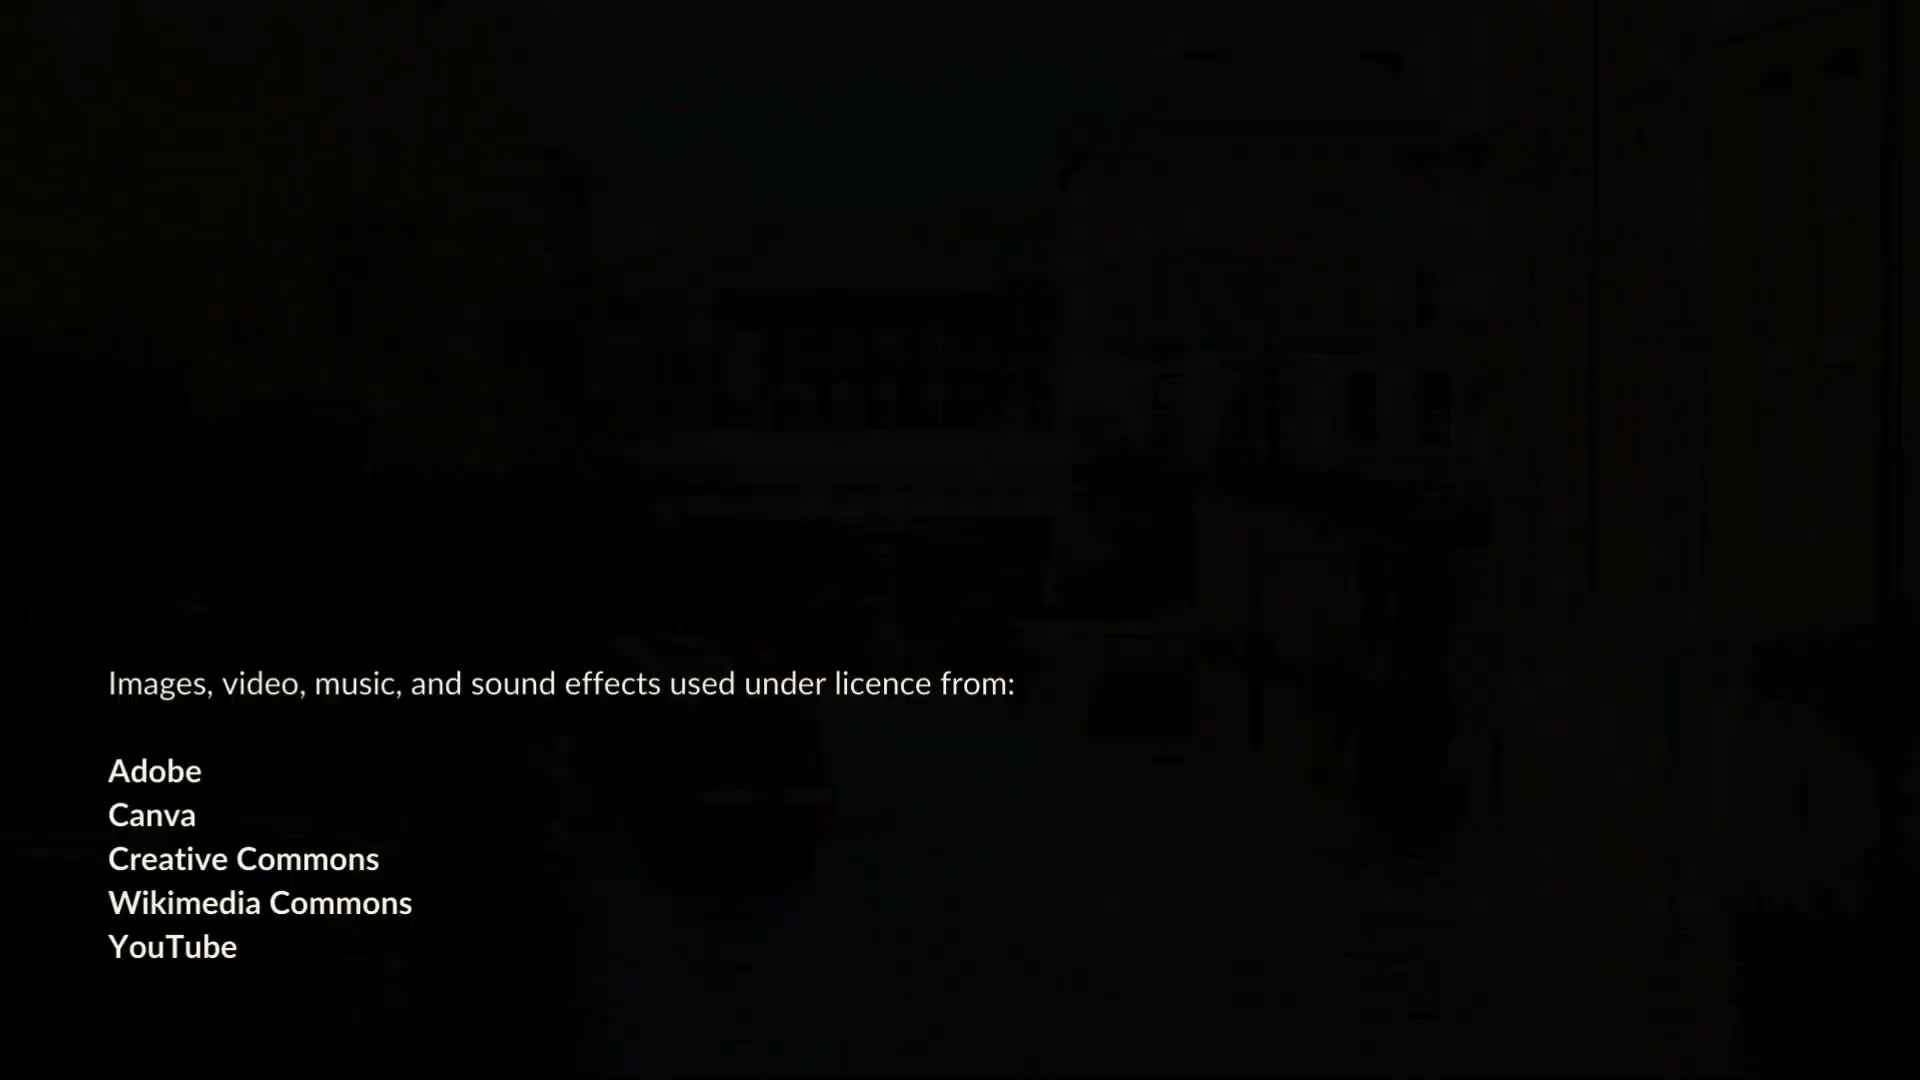 Images, video, music, and sound effects used under licence from:
Adobe
Canva
Creative Commons
Wikimedia Commons
YouTube